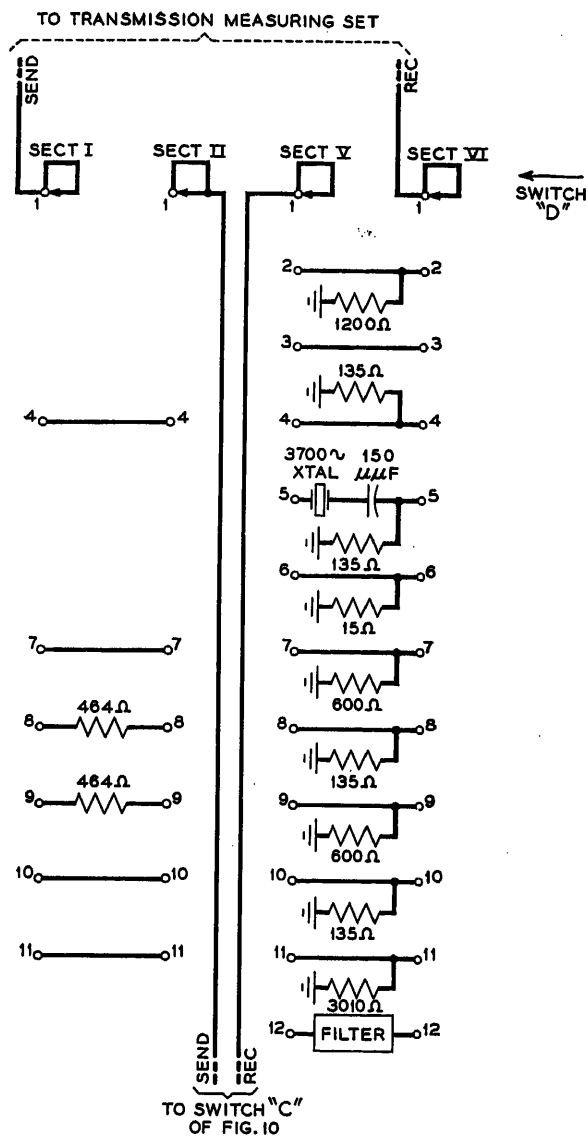 TO TRANSMISSION MEASURING SET
SEND
REC
SECT I
SECT II
SECT V
SECT VI
1
1
1
1
SWITCH
"D"
2 2
1200Ω
3 3
135Ω
4 4
4 4
3700~
XTAL
150
μμF
5 5
135Ω
6 6
15Ω
7 7
7 7
600Ω
464Ω
8 8
8 8
135Ω
464Ω
9 9
9 9
600Ω
10 10
10 10
135Ω
11 11
11 11
3010Ω
12 FILTER 12
SEND
REC
TO SWITCH "C"
OF FIG. 10